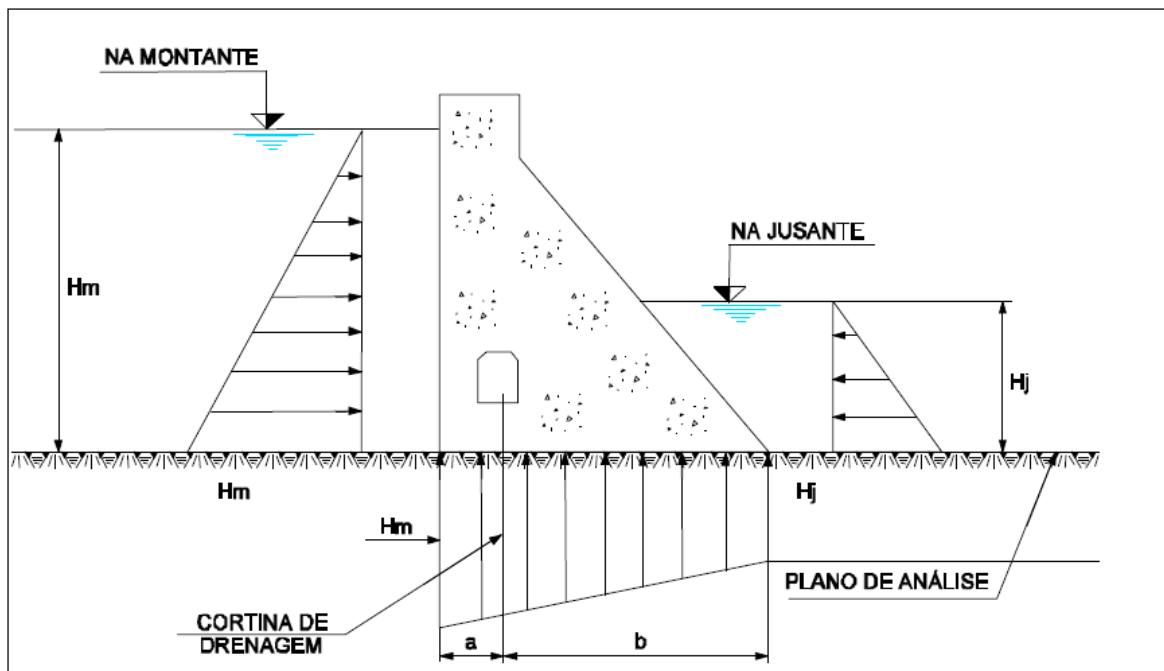 NA MONTANTE
NA JUSANTE
Hm
Hj
Hm
Hj
Hm
PLANO DE ANÁLISE
CORTINA DE
DRENAGEM
a
b